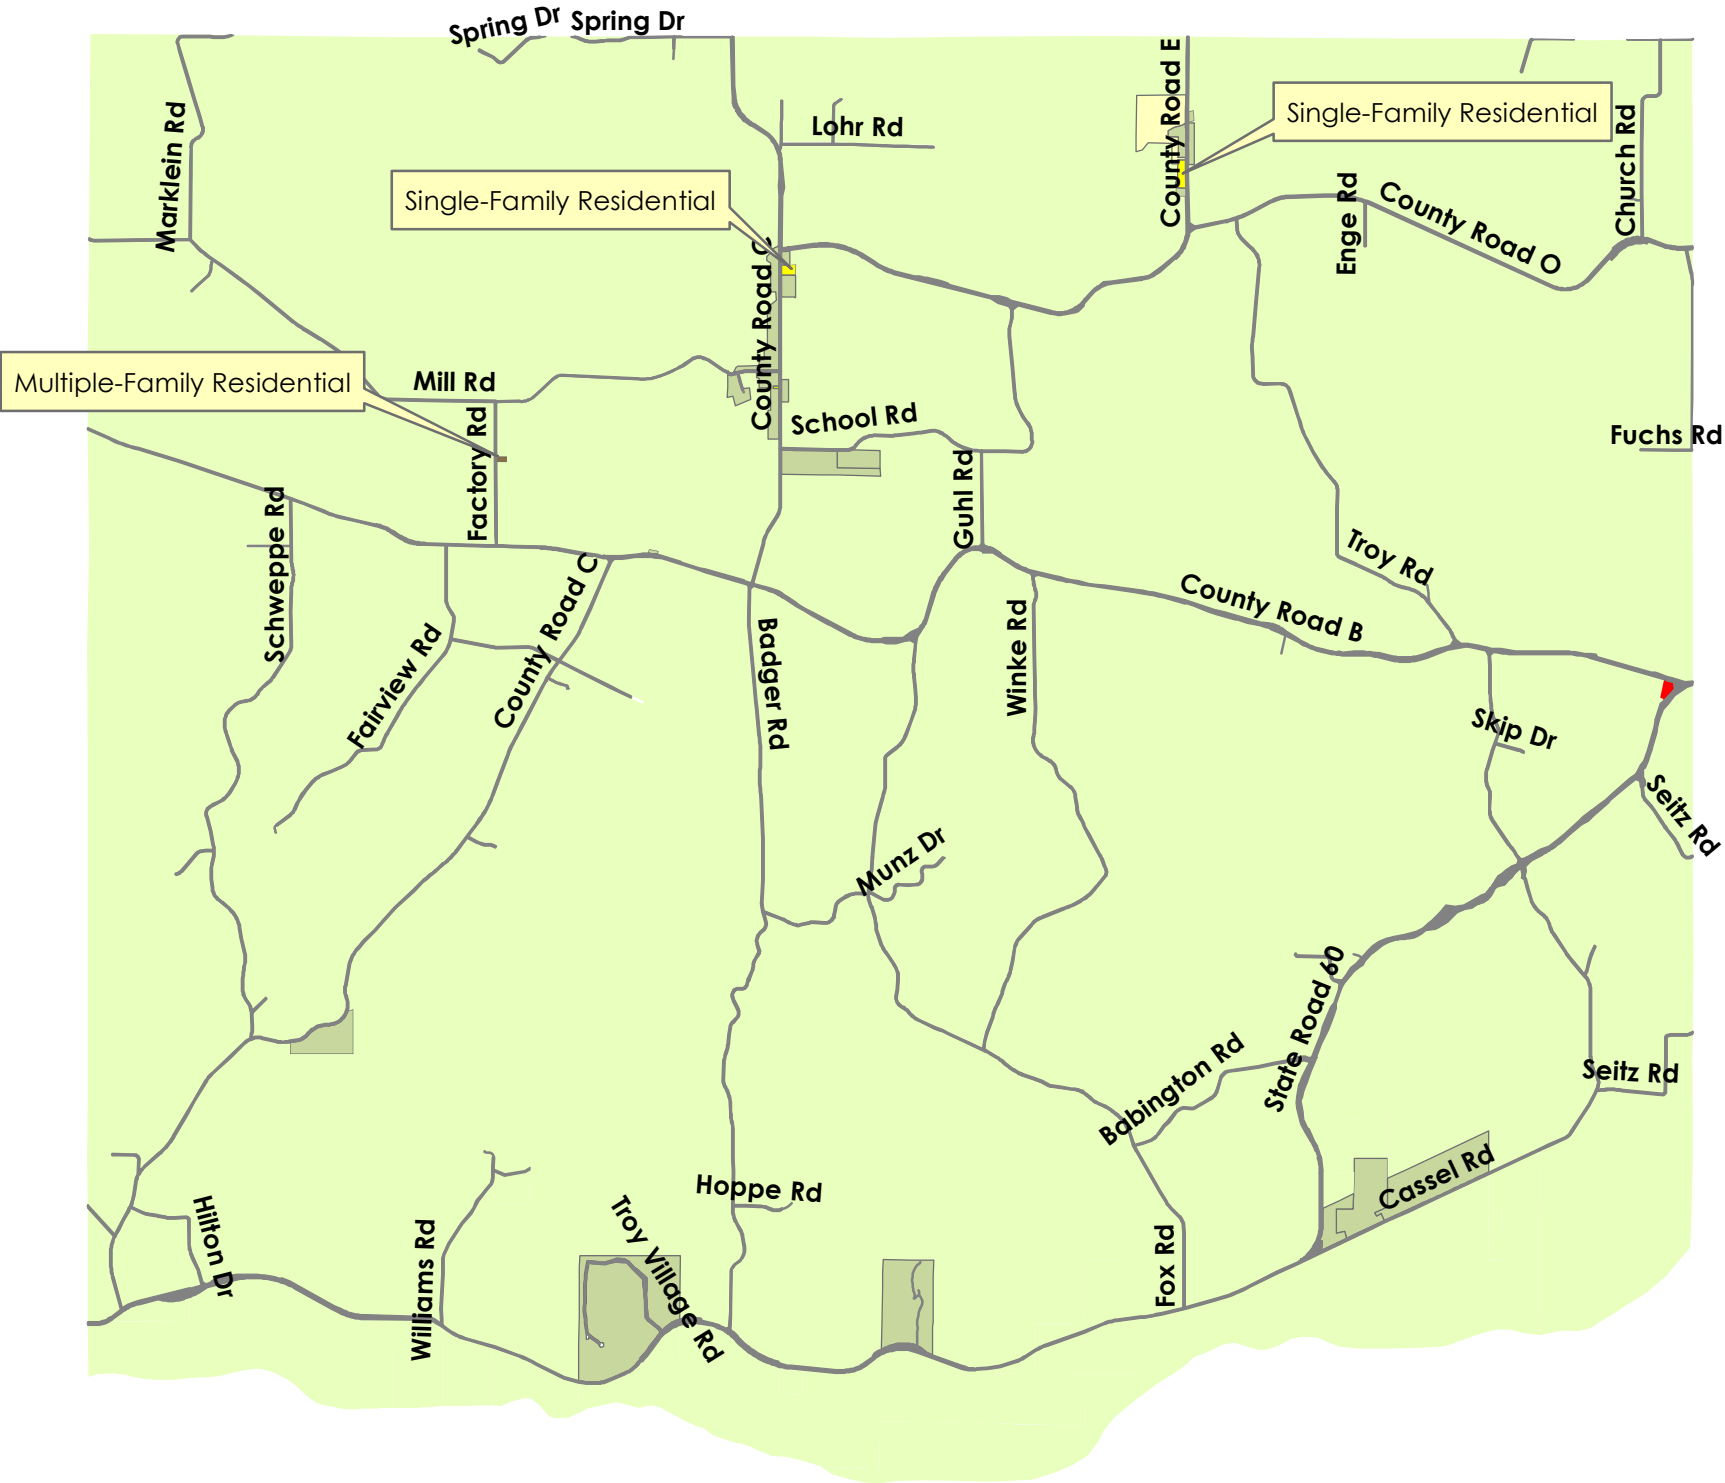 Spring Dr
Spring Dr
Marklein Rd
Lohr Rd
County Road E
Single-Family Residential
Church Rd
Single-Family Residential
Enge Rd
County Road O
County Road G
Multiple-Family Residential
Mill Rd
Factory Rd
School Rd
Fuchs Rd
Guhl Rd
Schweppe Rd
Troy Rd
County Road C
County Road B
Fairview Rd
Badger Rd
Winke Rd
Skip Dr
Seitz Rd
Munz Dr
State Road 60
Babington Rd
Seitz Rd
Cassel Rd
Hoppe Rd
Hilton Dr
Williams Rd
Troy Village Rd
Fox Rd